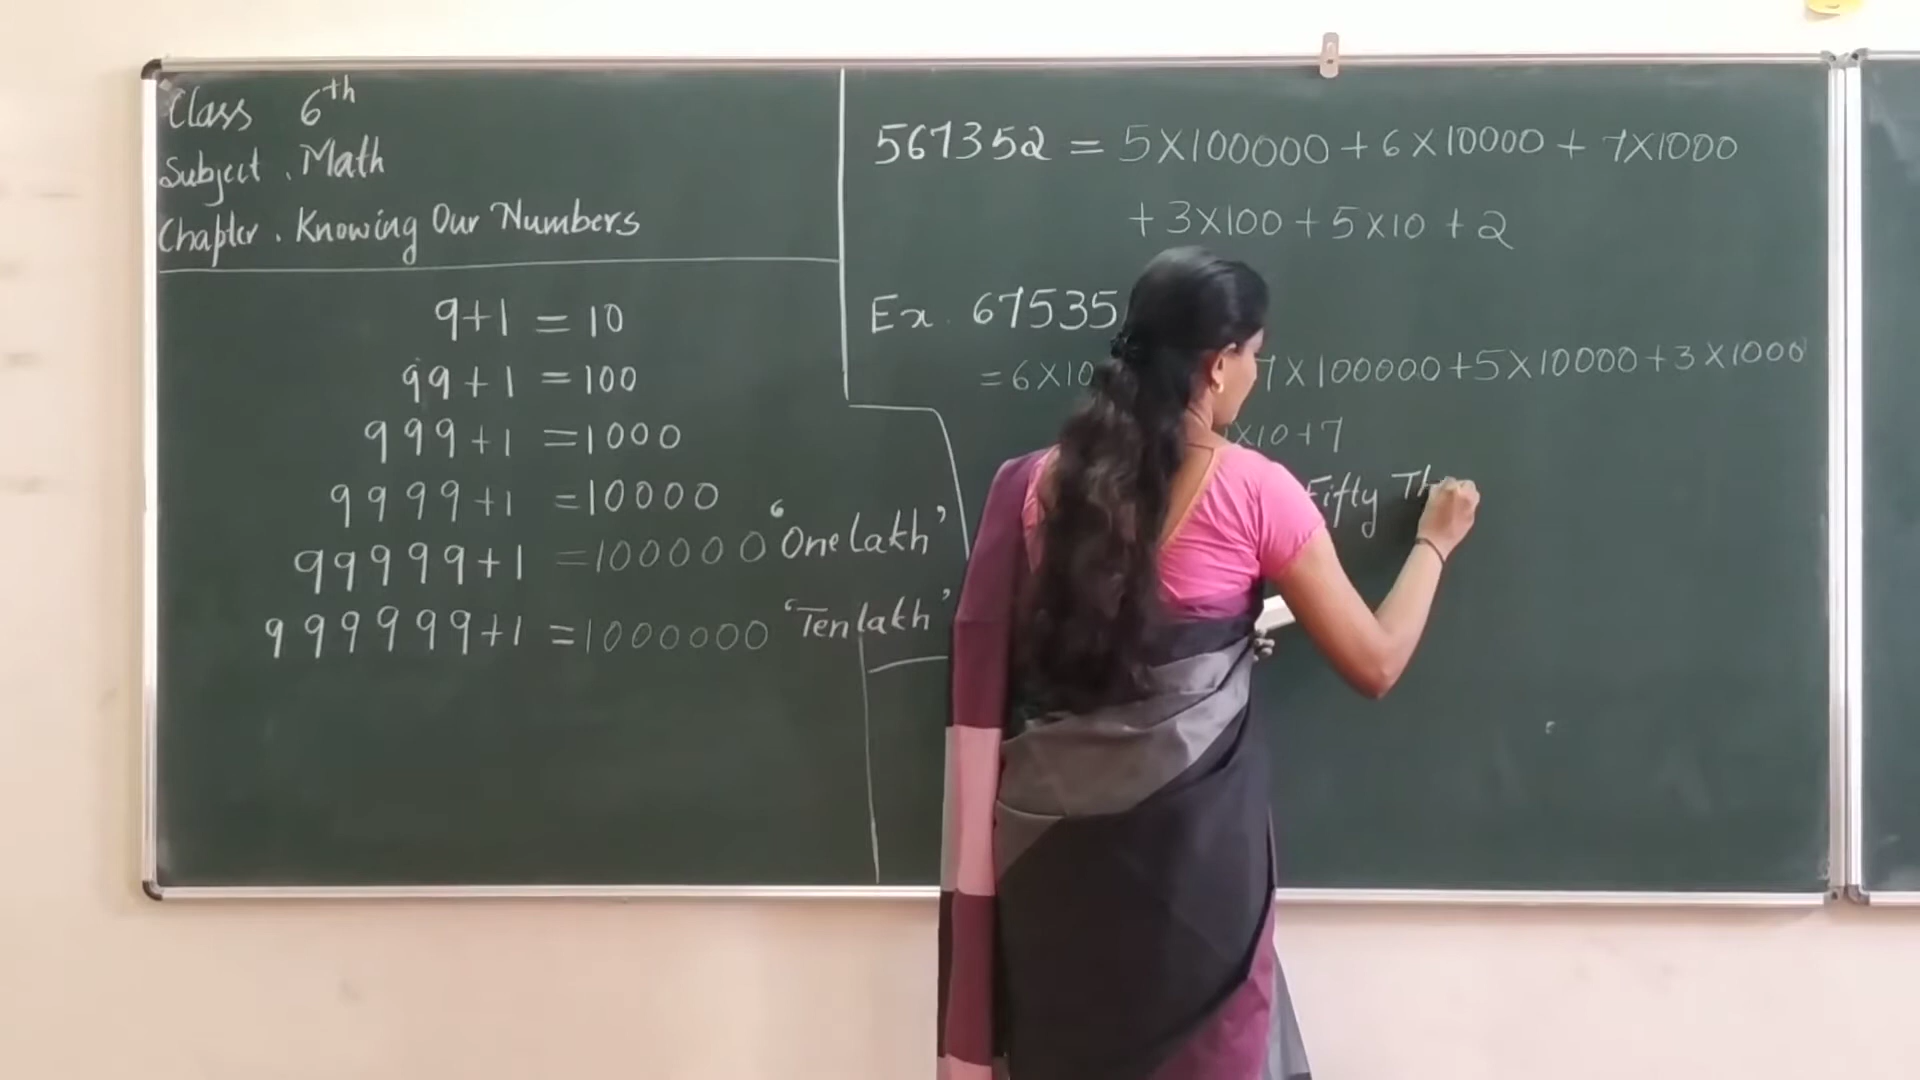 Class 6th
Subject . Math
Chapter . Knowing Our Numbers
9+1 = 10
99+1 =100
999+1 =1000
9999+1 =10000
99999+1 =100000 ‘One lakh’
999999+1 =1000000 ‘Ten lakh’
567352 = 5X100000+6X10000+ 7X1000
+3X100+5X10 +2
Ex. 67535
=6X10 7X100000+5X10000+3X1000
X10+7
Fifty